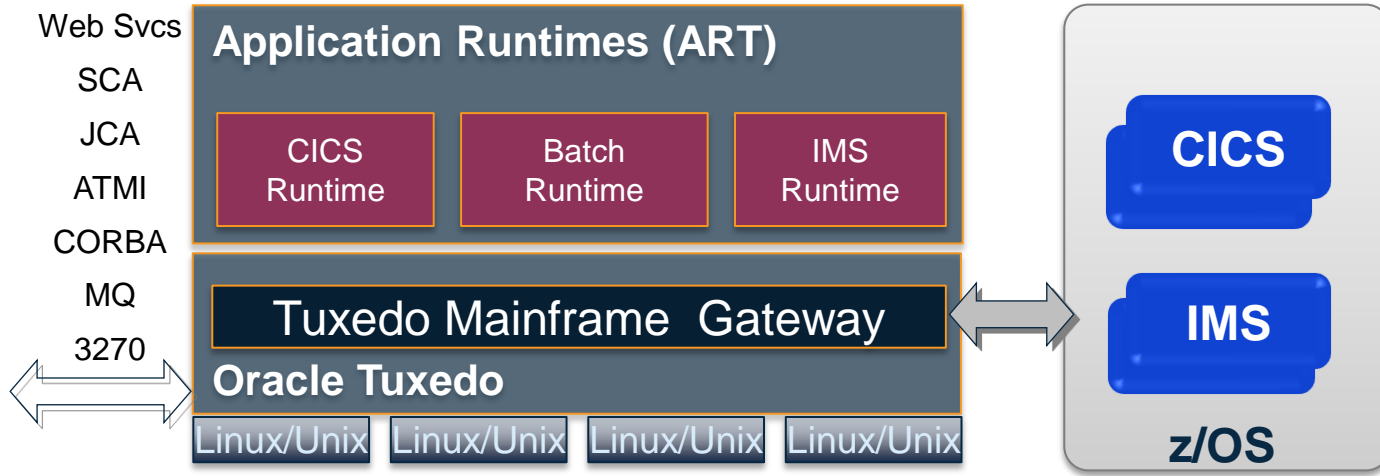 Web Svcs
SCA
JCA
ATMI
CORBA
MQ
3270
Application Runtimes (ART)
CICS
Runtime
Batch
Runtime
IMS
Runtime
Tuxedo Mainframe Gateway
Oracle Tuxedo
Linux/Unix Linux/Unix Linux/Unix Linux/Unix
CICS
IMS
z/OS